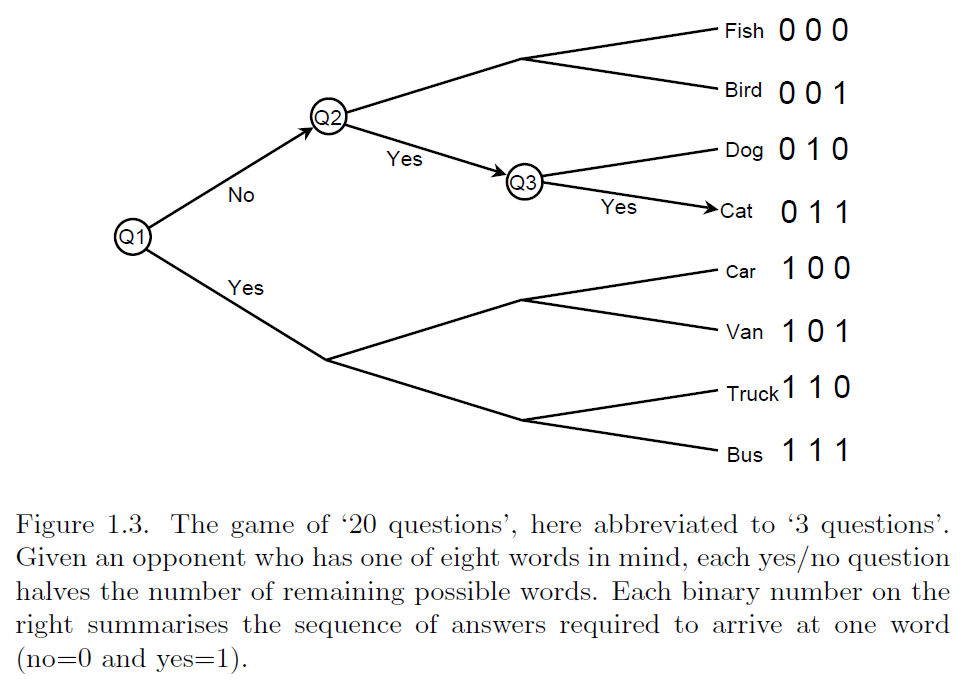 Fish 0 0 0
Bird 0 0 1
Q2
Yes
Dog 0 1 0
Q3
No
Yes
Cat 0 1 1
Q1
Car 1 0 0
Yes
Van 1 0 1
Truck 1 1 0
Bus 1 1 1
Figure 1.3. The game of ‘20 questions’, here abbreviated to ‘3 questions’.
Given an opponent who has one of eight words in mind, each yes/no question
halves the number of remaining possible words. Each binary number on the
right summarises the sequence of answers required to arrive at one word
(no=0 and yes=1).